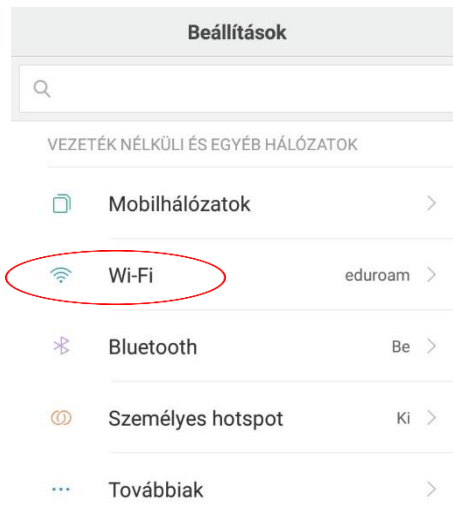 Beállítások
VEZETÉK NÉLKÜLI ÉS EGYÉB HÁLÓZATOK
Mobilhálózatok
Wi-Fi eduroam
Bluetooth Be
Személyes hotspot Ki
Továbbiak